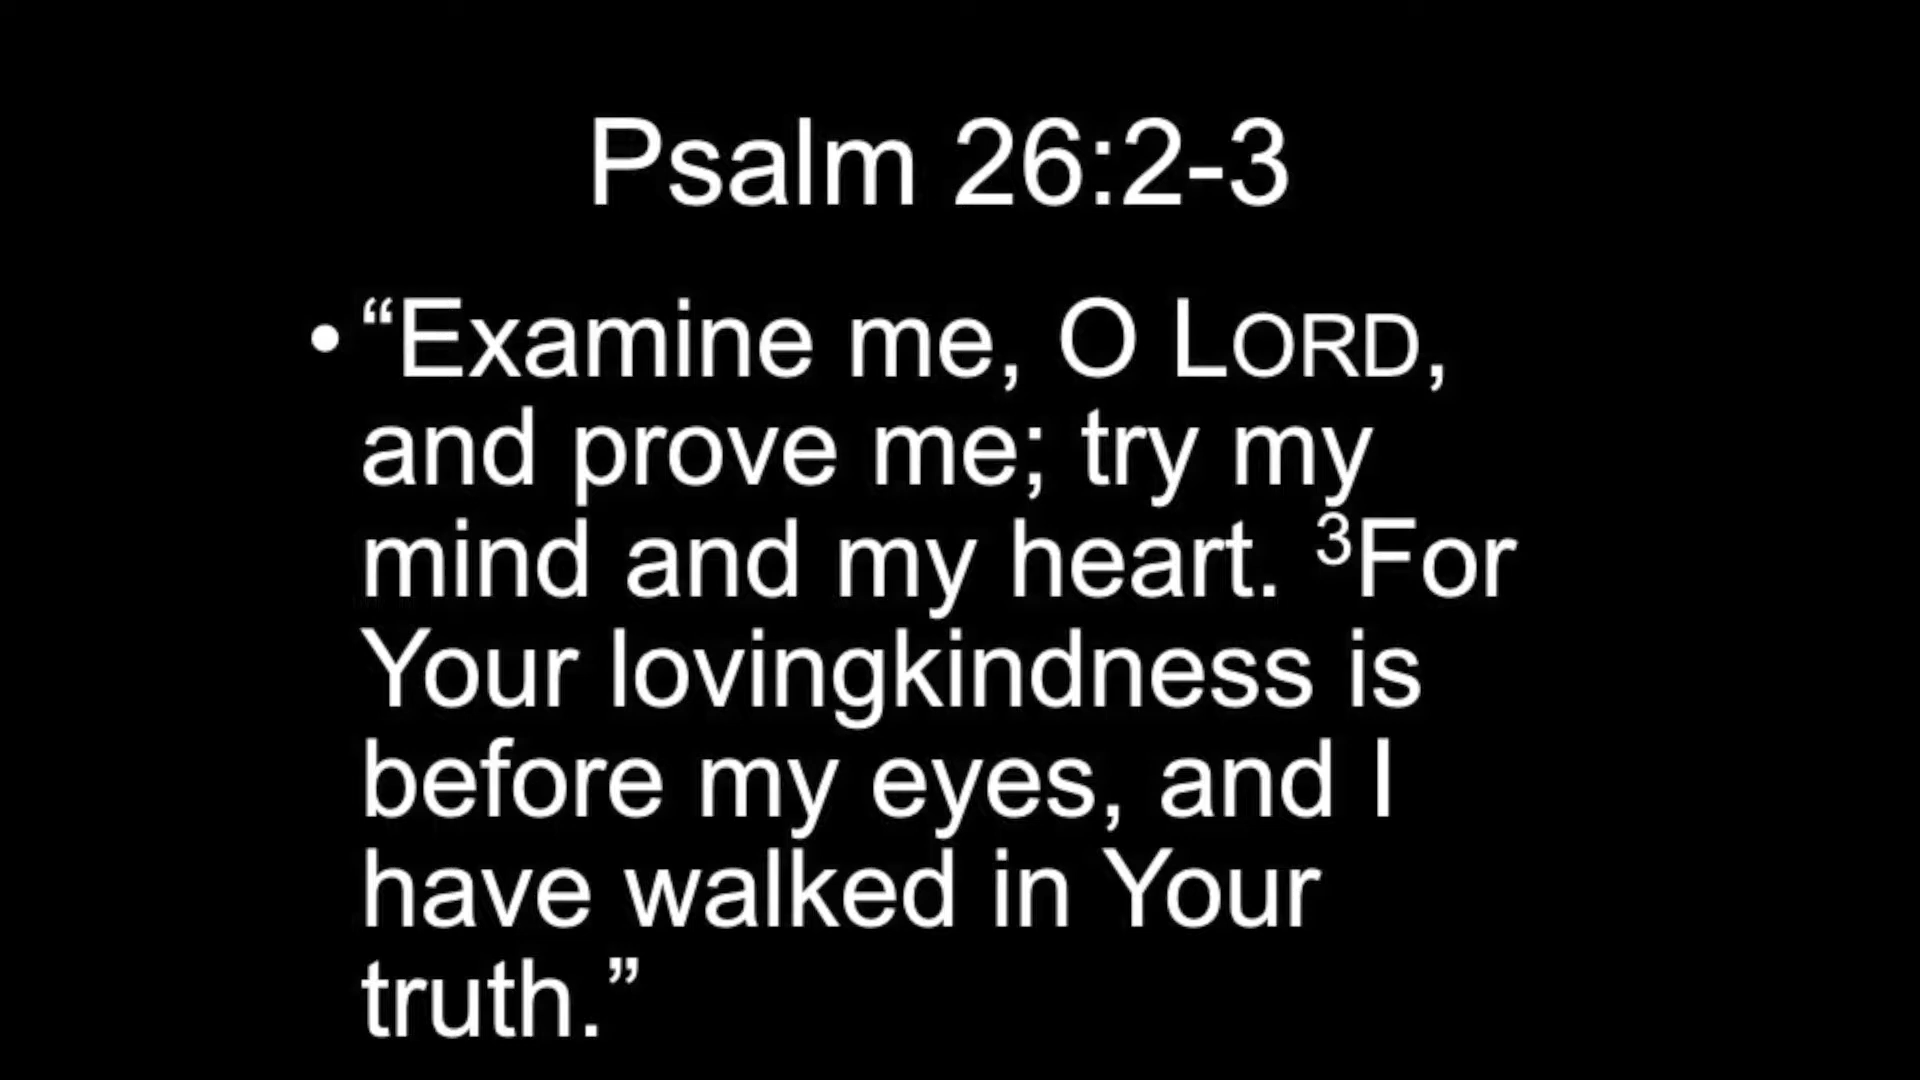 Psalm 26:2-3
• “Examine me, O LORD,
and prove me; try my
mind and my heart. ³For
Your lovingkindness is
before my eyes, and I
have walked in Your
truth.”